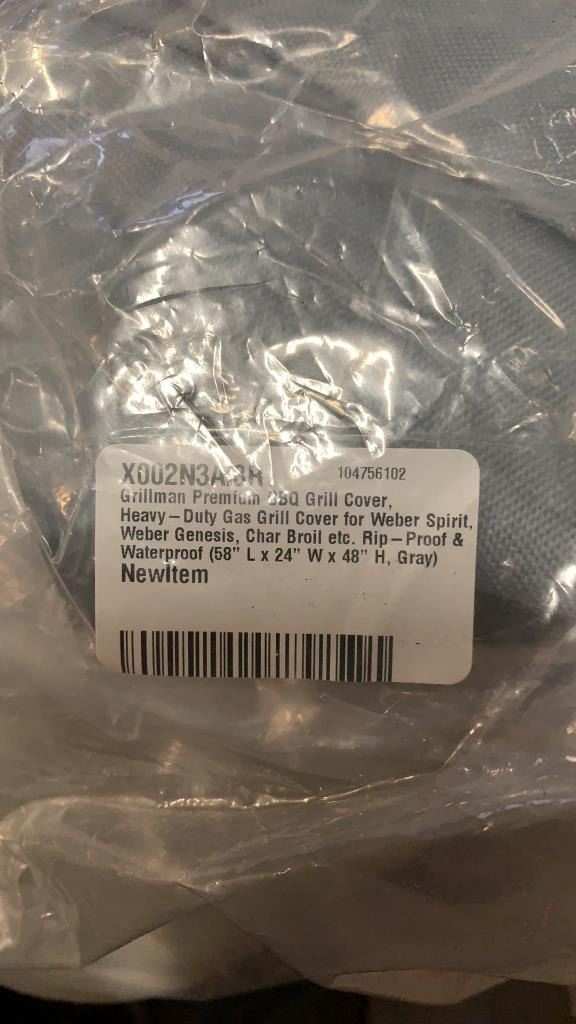 104756102
Grillman Premium BBQ Grill Cover,
Heavy-Duty Gas Grill Cover for Weber Spirit,
Weber Genesis, Char Broil etc. Rip-Proof &
Waterproof (58" L x 24" W x 48" H, Gray)
NewItem